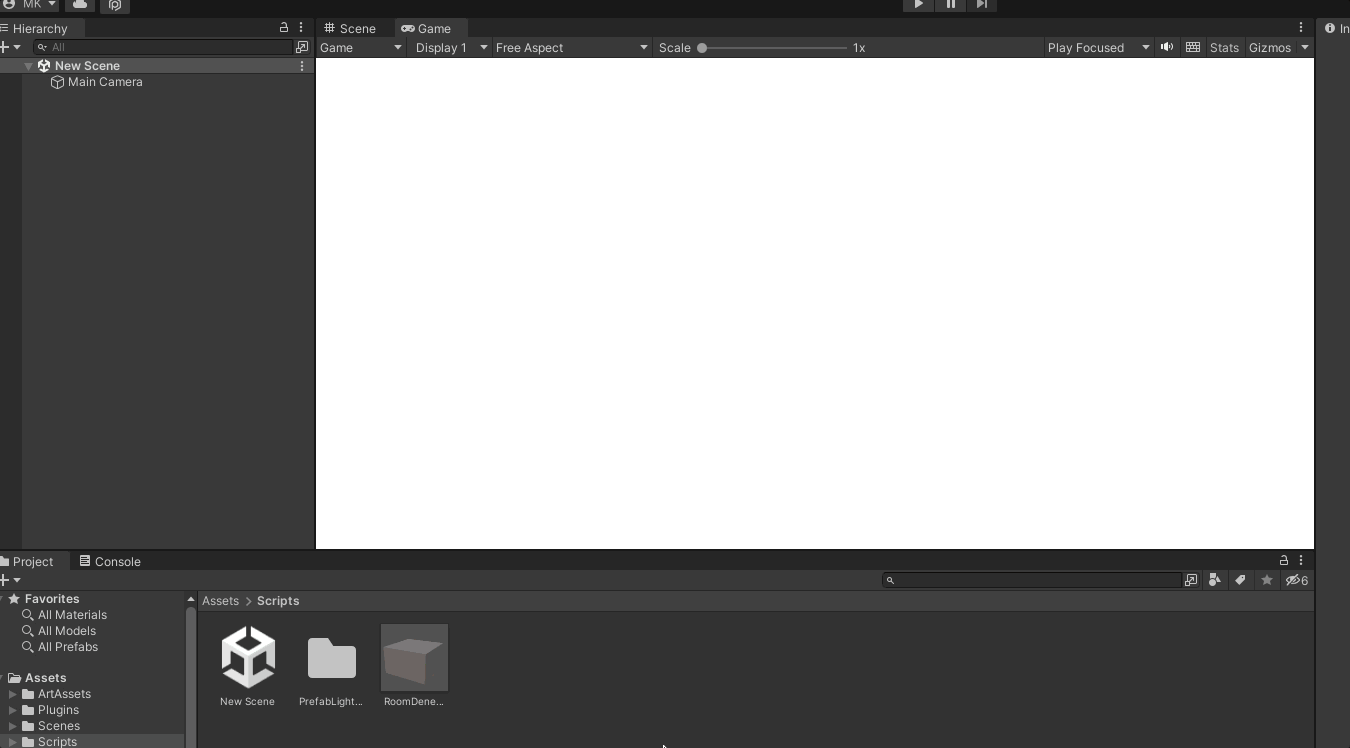 MK
Hierarchy
All
New Scene
Main Camera
Scene
Game
Game
Display 1
Free Aspect
Scale
1x
Play Focused
Stats
Gizmos
Project
Console
6
Favorites
All Materials
All Models
All Prefabs
Assets
ArtAssets
Plugins
Scenes
Scripts
Assets > Scripts
New Scene
PrefabLight...
RoomDene...
In